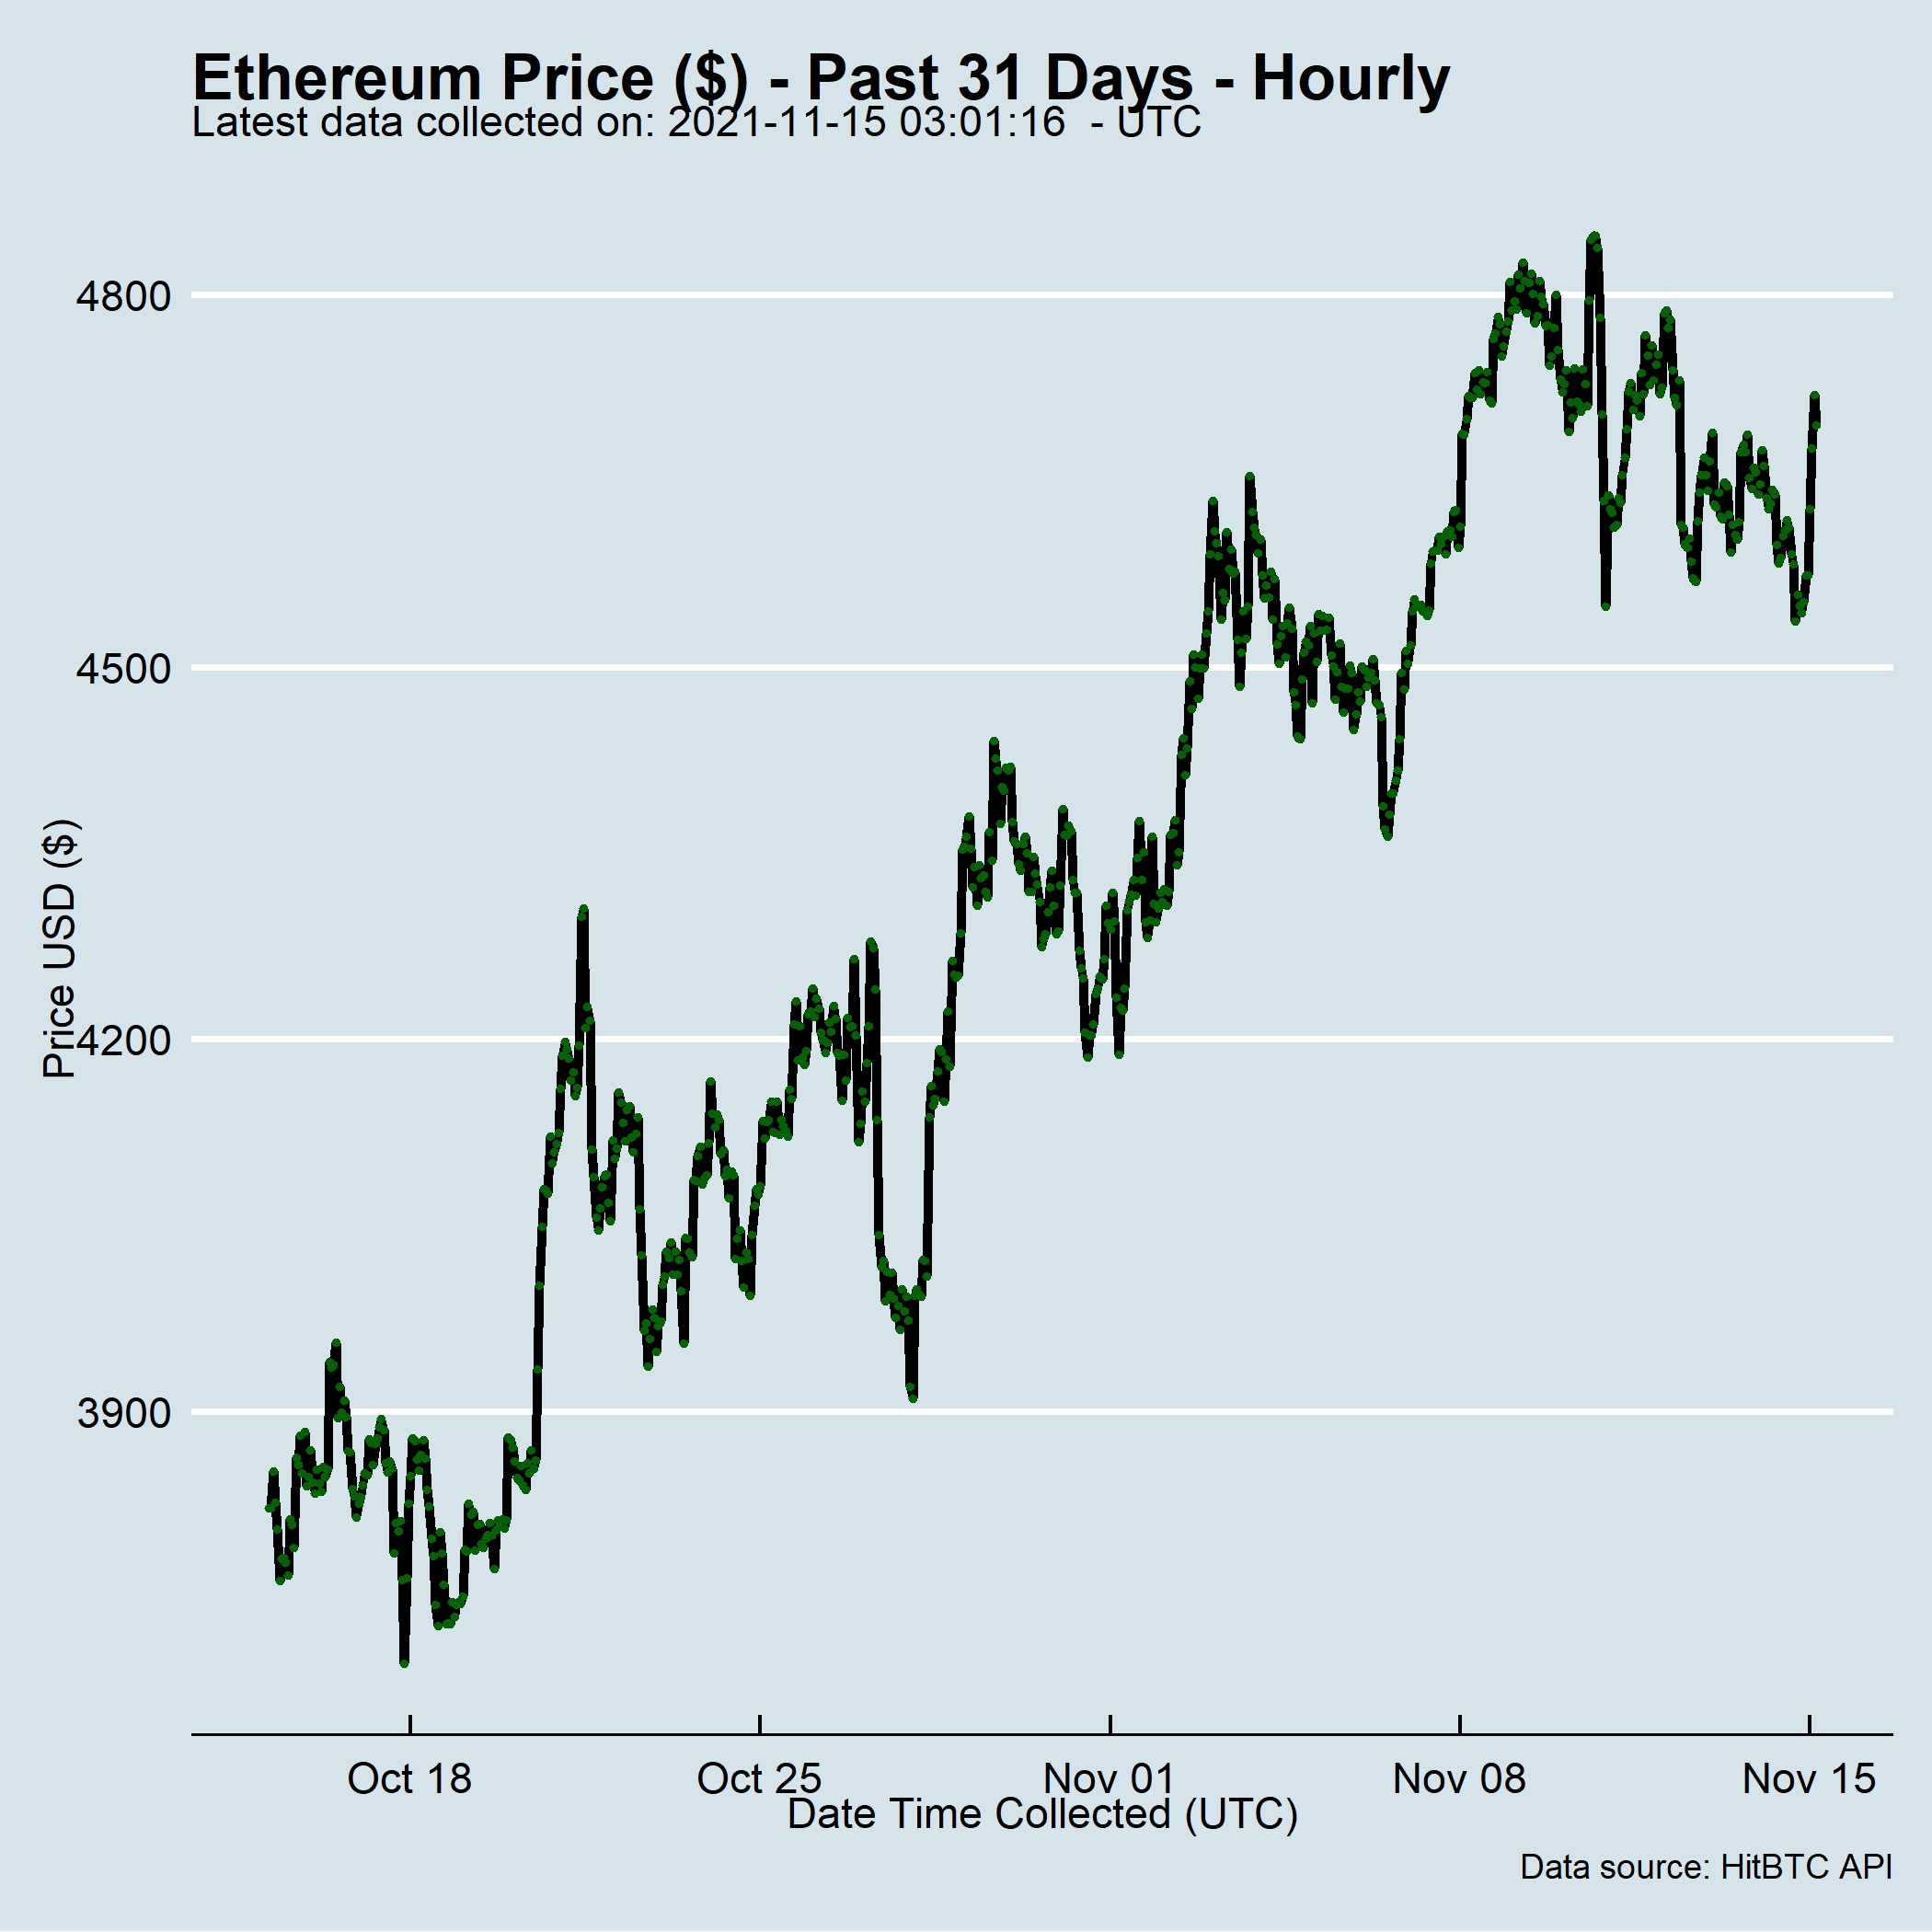 Ethereum Price ($) - Past 31 Days - Hourly
Latest data collected on: 2021-11-15 03:01:16  - UTC
4800
4500
4200
3900
Price USD ($)
Oct 18
Oct 25
Nov 01
Nov 08
Nov 15
Date Time Collected (UTC)
Data source: HitBTC API